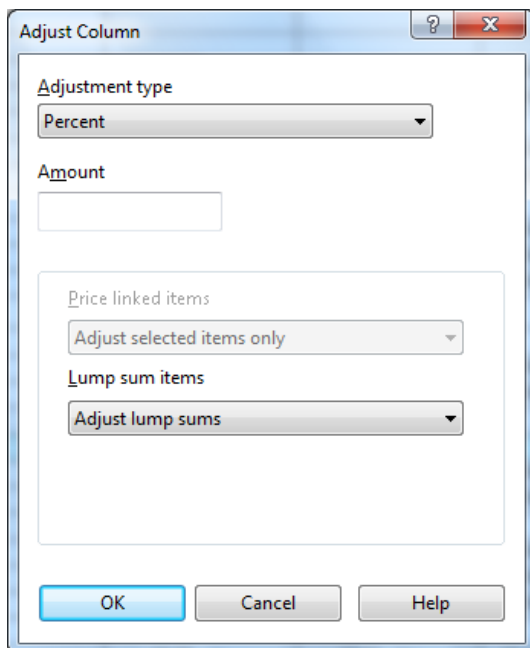 Adjust Column
?
X
Adjustment type
Percent
Amount
Price linked items
Adjust selected items only
Lump sum items
Adjust lump sums
OK Cancel Help